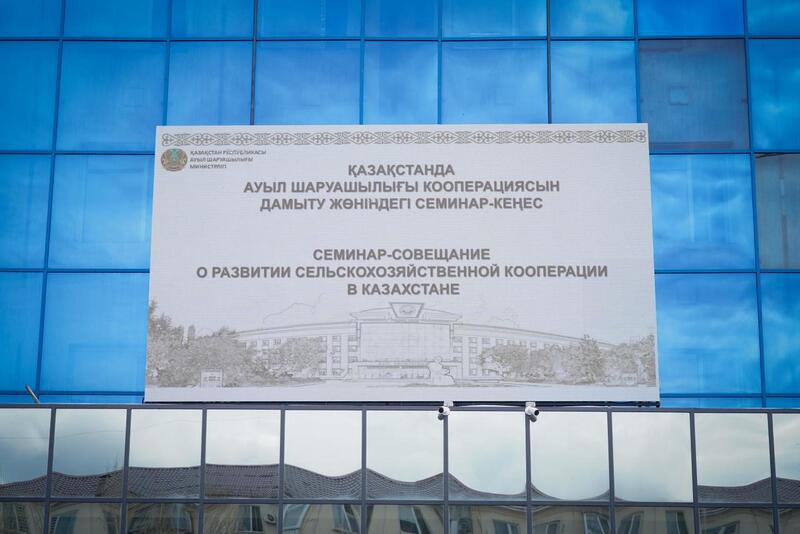 ҚАЗАҚСТАН РЕСПУБЛИКАСЫ
АУЫЛ ШАРУАШЫЛЫҒЫ
МИНИСТРЛІГІ
ҚАЗАҚСТАНДА
АУЫЛ ШАРУАШЫЛЫҒЫ КООПЕРАЦИЯСЫН
ДАМЫТУ ЖӨНІНДЕГІ СЕМИНАР-КЕҢЕС
СЕМИНАР-СОВЕЩАНИЕ
О РАЗВИТИИ СЕЛЬСКОХОЗЯЙСТВЕННОЙ КООПЕРАЦИИ
В КАЗАХСТАНЕ